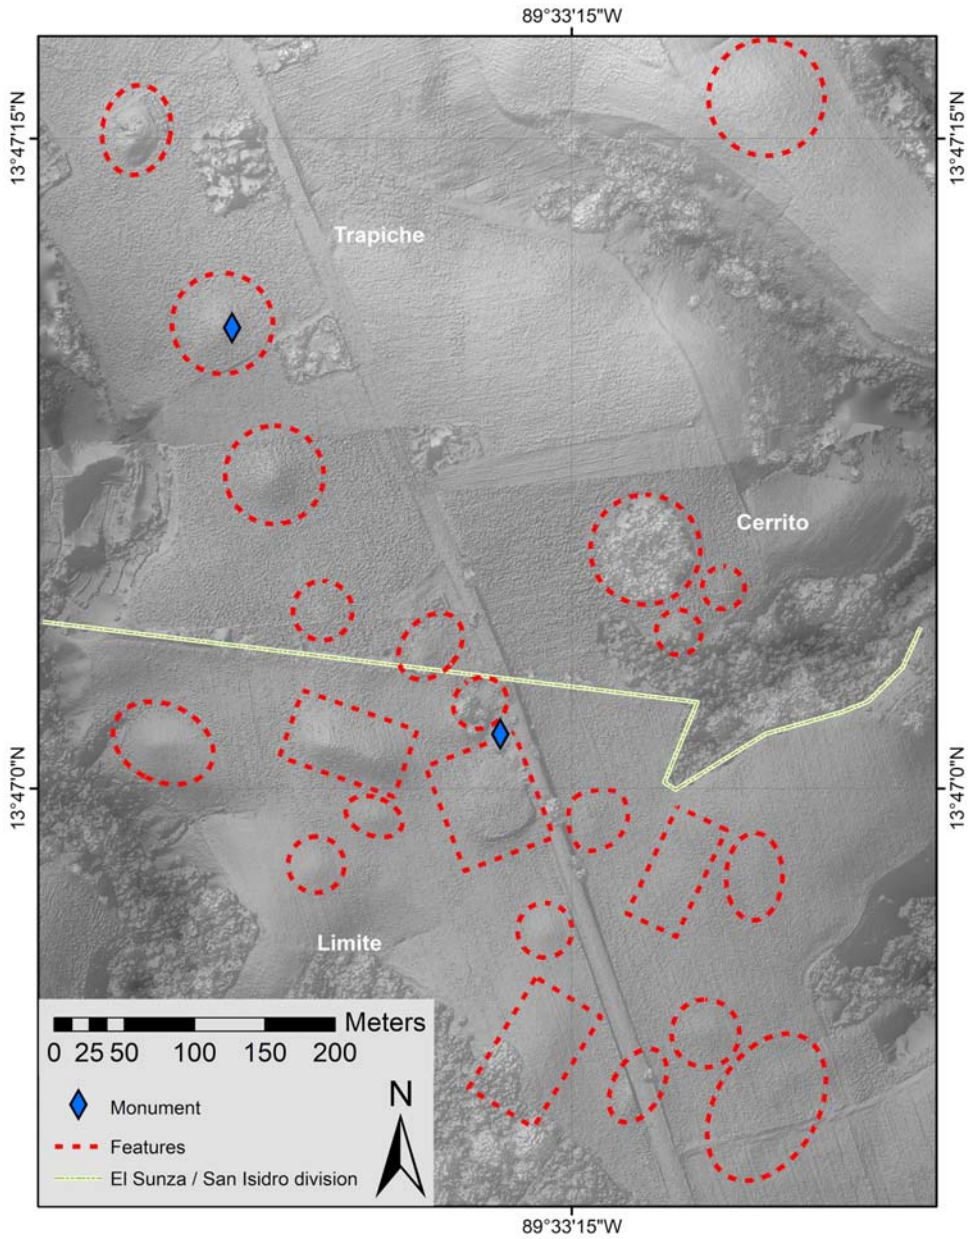 89°33'15"W
13°47'15"N
13°47'15"N
Trapiche
Cerrito
13°47'0"N
13°47'0"N
Limite
Meters
0 25 50 100 150 200
Monument
Features
El Sunza / San Isidro division
N
89°33'15"W